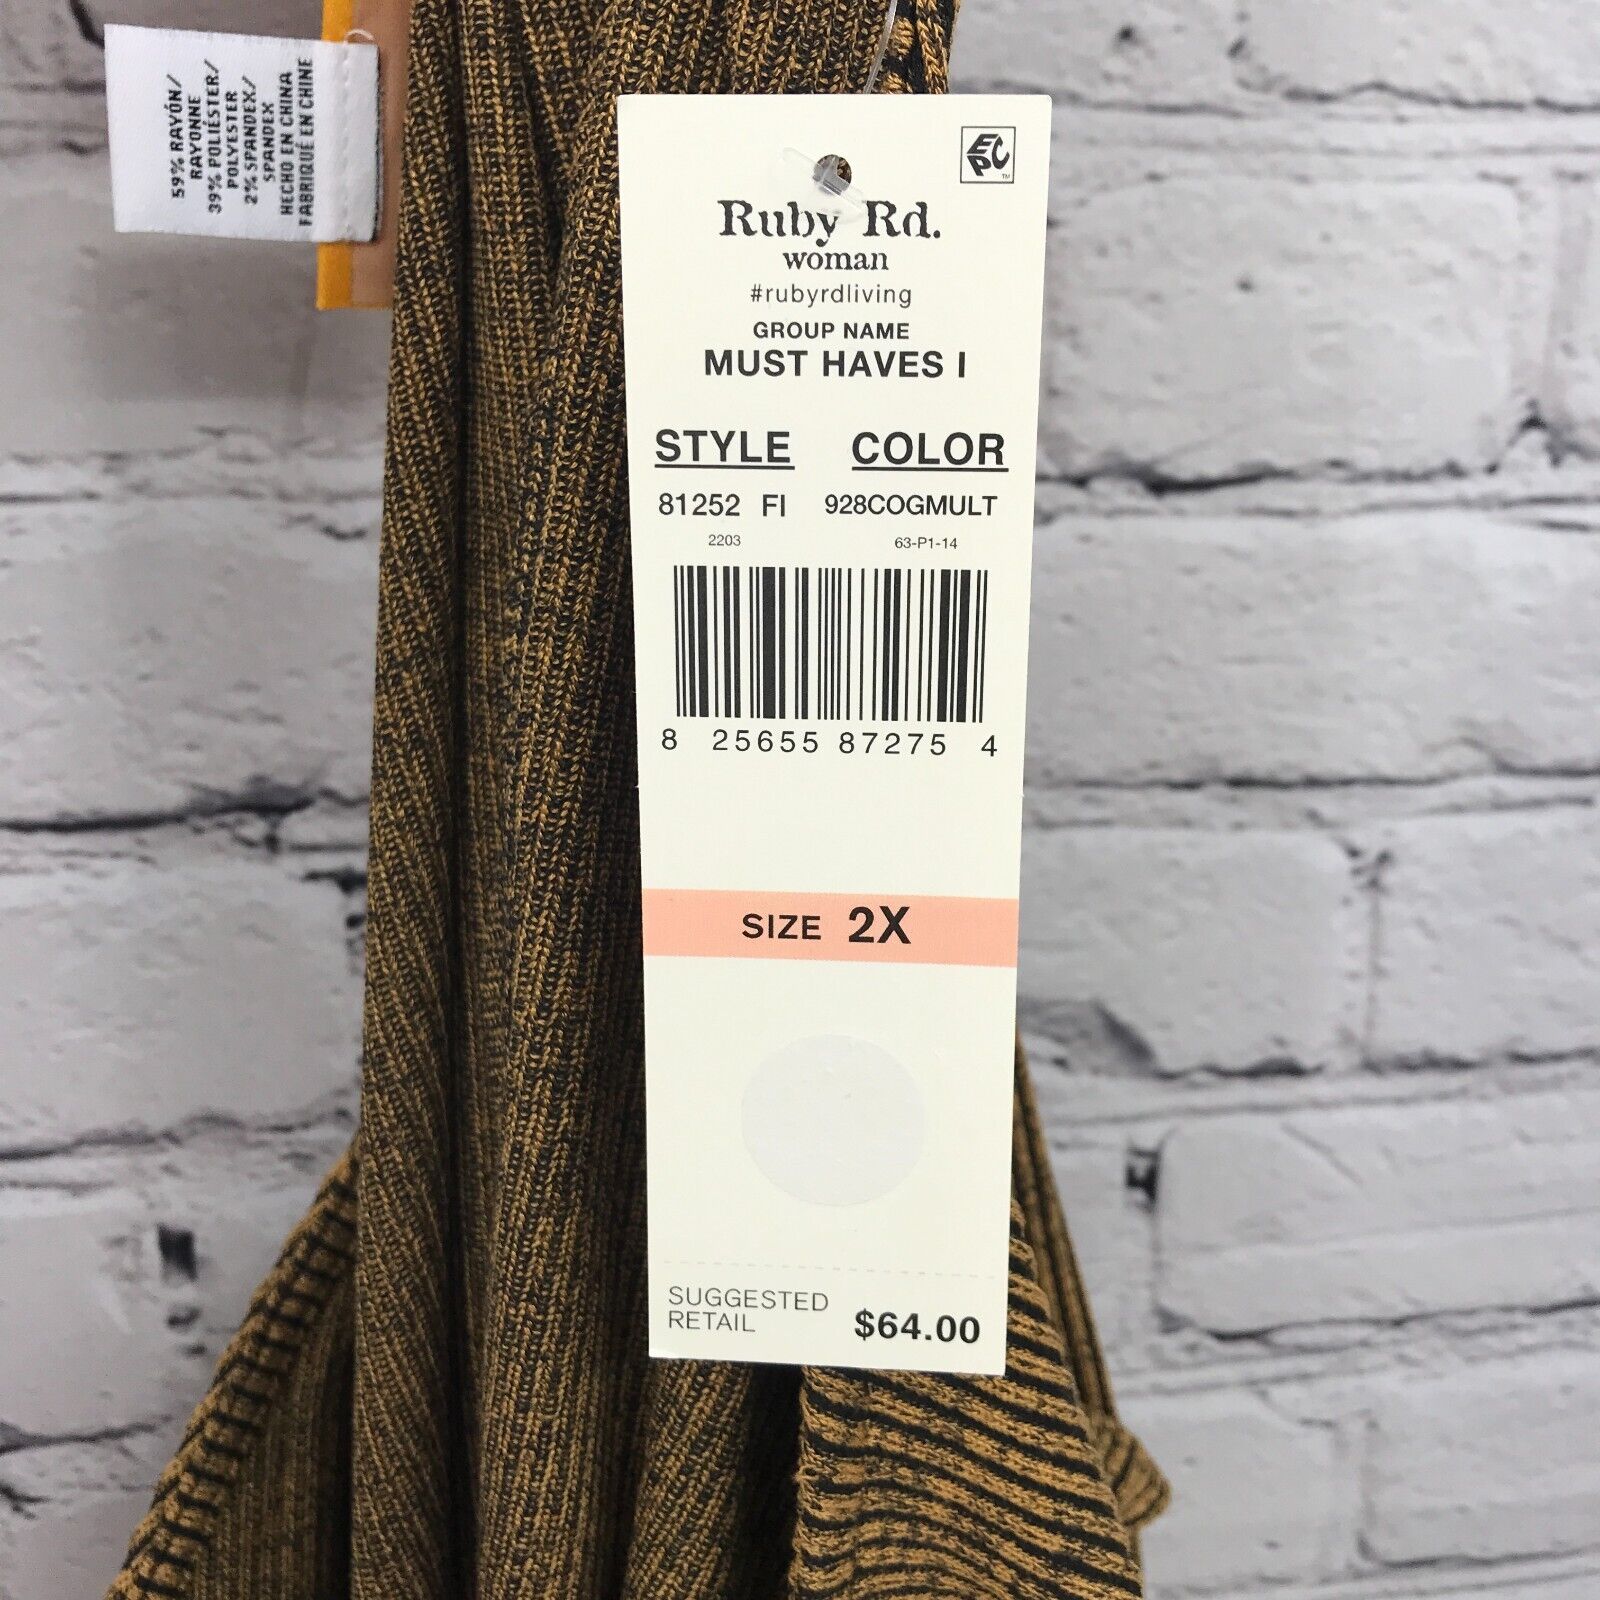 59% RAYÓN/
RAYONNE
39% POLIÉSTER/
POLYESTER
2% SPANDEX/
SPANDEX
HECHO EN CHINA
FABRIQUÉ EN CHINE
EPC
TM
Ruby Rd.
woman
#rubyrdliving
GROUP NAME
MUST HAVES I
STYLE COLOR
81252 FI 928COGMULT
2203 63-P1-14
8 25655 87275 4
SIZE 2X
SUGGESTED
RETAIL $64.00